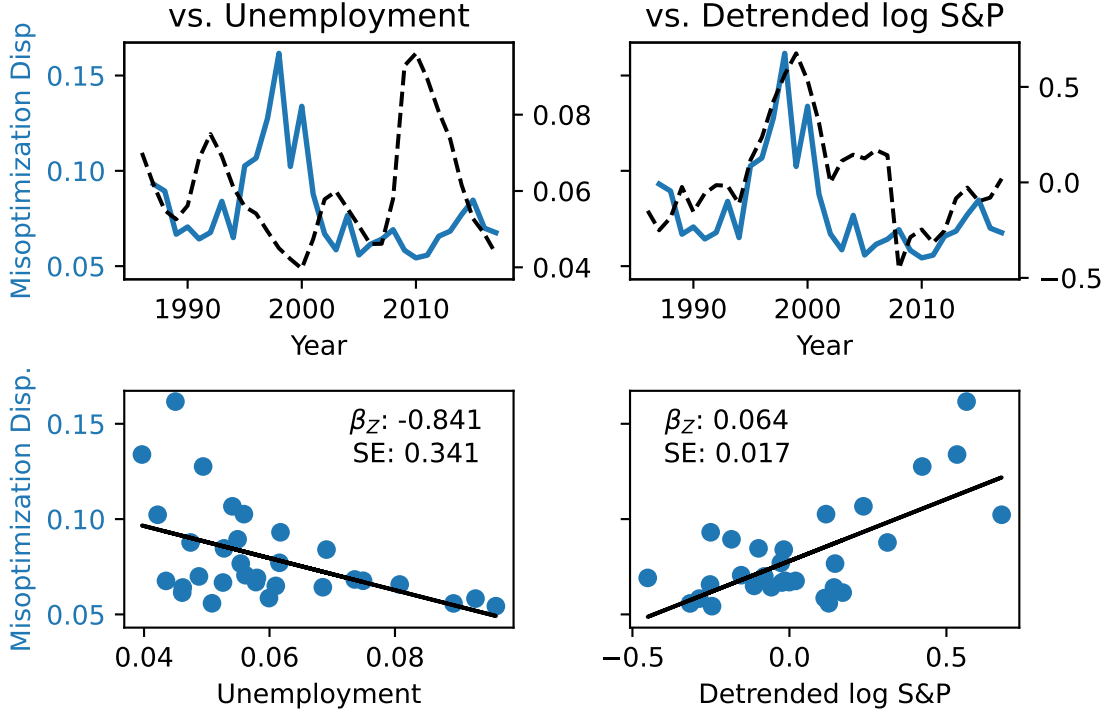 vs. Unemployment
vs. Detrended log S&P
Misoptimization Disp
0.15
0.10
0.05
0.08
0.06
0.04
0.5
0.0
−0.5
1990
2000
2010
1990
2000
2010
Year
Year
Misoptimization Disp.
0.15
0.10
0.05
β_Z: -0.841
SE: 0.341
β_Z: 0.064
SE: 0.017
0.04
0.06
0.08
−0.5
0.0
0.5
Unemployment
Detrended log S&P